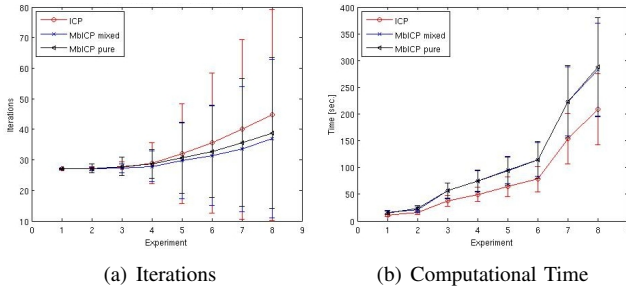 ICP
MbICP mixed
MbICP pure
80
70
60
50
40
30
20
10
Iterations
0 1 2 3 4 5 6 7 8 9
Experiment
(a) Iterations
ICP
MbICP mixed
MbICP pure
400
350
300
250
200
150
100
50
0
Time [sec.]
0 1 2 3 4 5 6 7 8
Experiment
(b) Computational Time